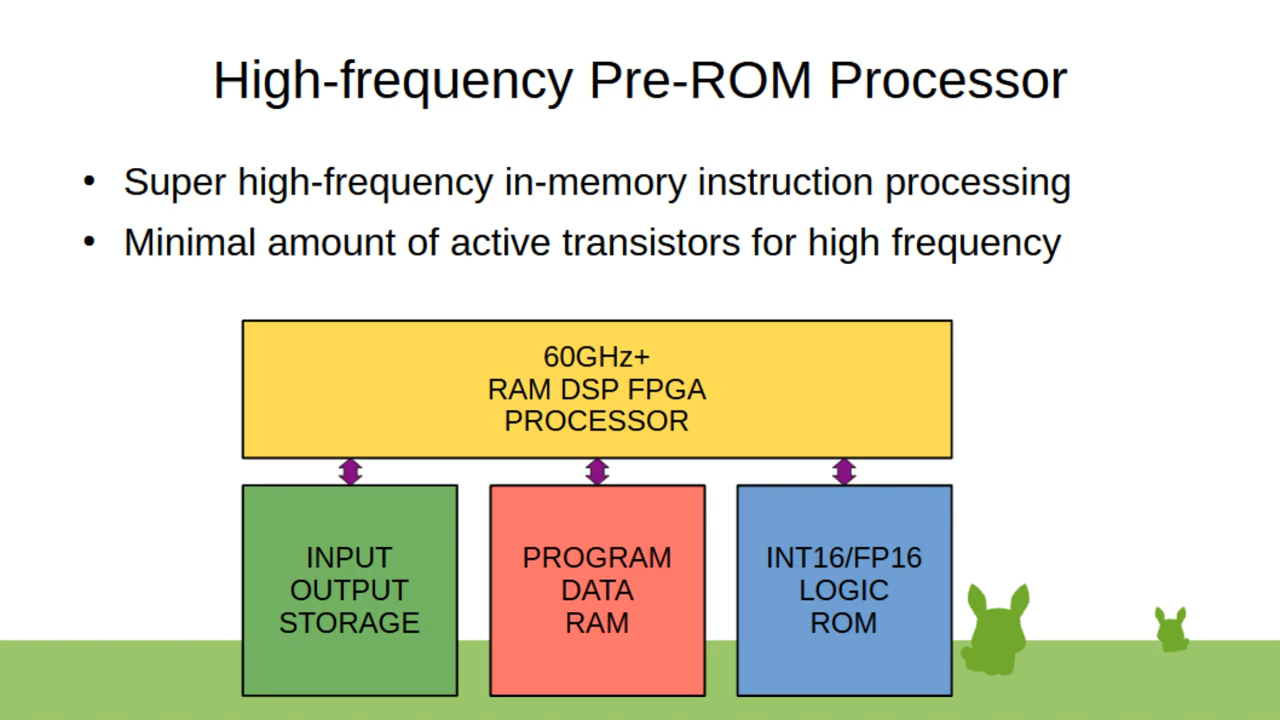 High-frequency Pre-ROM Processor
• Super high-frequency in-memory instruction processing
• Minimal amount of active transistors for high frequency
60GHz+
RAM DSP FPGA
PROCESSOR
INPUT
OUTPUT
STORAGE
PROGRAM
DATA
RAM
INT16/FP16
LOGIC
ROM